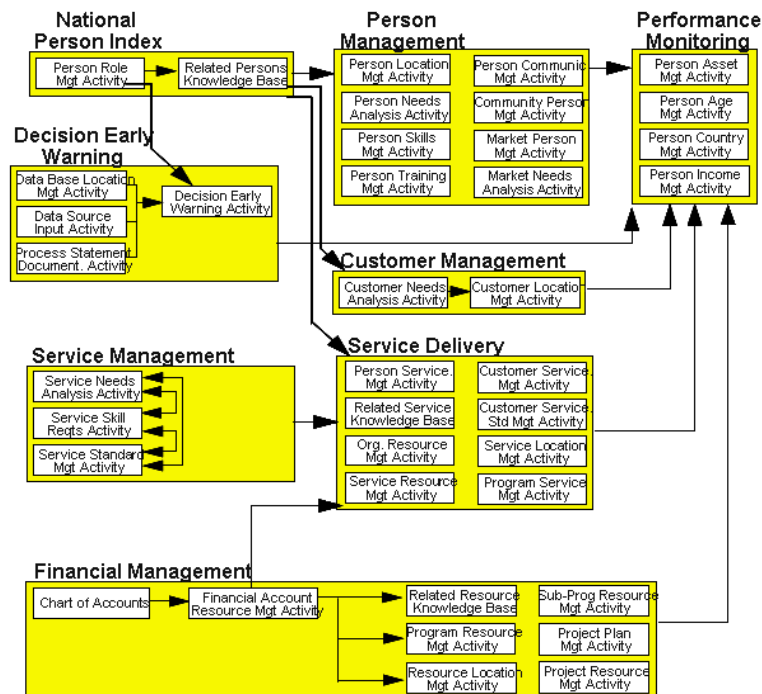 National
Person Index
Person Role
Mgt Activity
Related Persons
Knowledge Base
Person
Management
Person Location
Mgt Activity
Person Communic
Mgt Activity
Person Needs
Analysis Activity
Community Person
Mgt Activity
Person Skills
Mgt Activity
Market Person
Mgt Activity
Person Training
Mgt Activity
Market Needs
Analysis Activity
Performance
Monitoring
Person Asset
Mgt Activity
Person Age
Mgt Activity
Person Country
Mgt Activity
Person Income
Mgt Activity
Decision Early
Warning
Data Base Location
Mgt Activity
Data Source
Input Activity
Process Statement
Document. Activity
Decision Early
Warning Activity
Customer Management
Customer Needs
Analysis Activity
Customer Locatio
Mgt Activity
Service Management
Service Needs
Analysis Activity
Service Skill
Reqts Activity
Service Standard
Mgt Activity
Service Delivery
Person Service.
Mgt Activity
Customer Service.
Mgt Activity
Related Service
Knowledge Base
Customer Service.
Std Mgt Activity
Org. Resource
Mgt Activity
Service Location
Mgt Activity
Service Resource
Mgt Activity
Program Service
Mgt Activity
Financial Management
Chart of Accounts
Financial Account
Resource Mgt Activity
Related Resource
Knowledge Base
Sub-Prog Resource
Mgt Activity
Program Resource
Mgt Activity
Project Plan
Mgt Activity
Resource Location
Mgt Activity
Project Resource
Mgt Activity